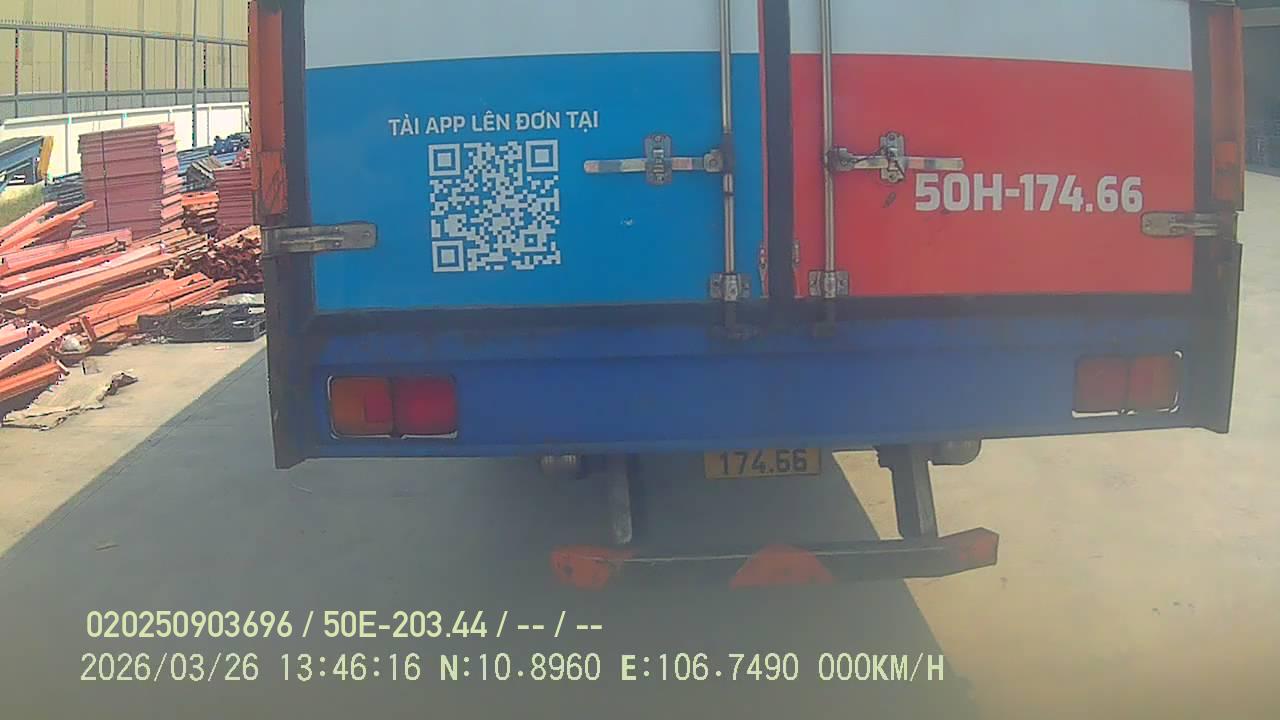 TẢI APP LÊN ĐƠN TẠI
50H-174.66
174.66
020250903696 / 50E-203.44 / -- / --
2026/03/26 13:46:16 N:10.8960 E:106.7490 000KM/H